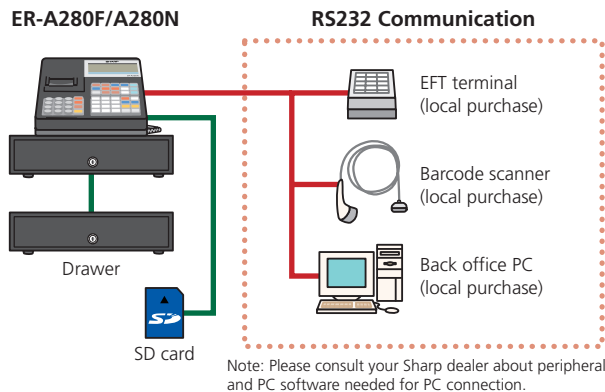 ER-A280F/A280N
RS232 Communication
EFT terminal
(local purchase)
Barcode scanner
(local purchase)
Back office PC
(local purchase)
Drawer
SD
SD card
Note: Please consult your Sharp dealer about peripheral
and PC software needed for PC connection.